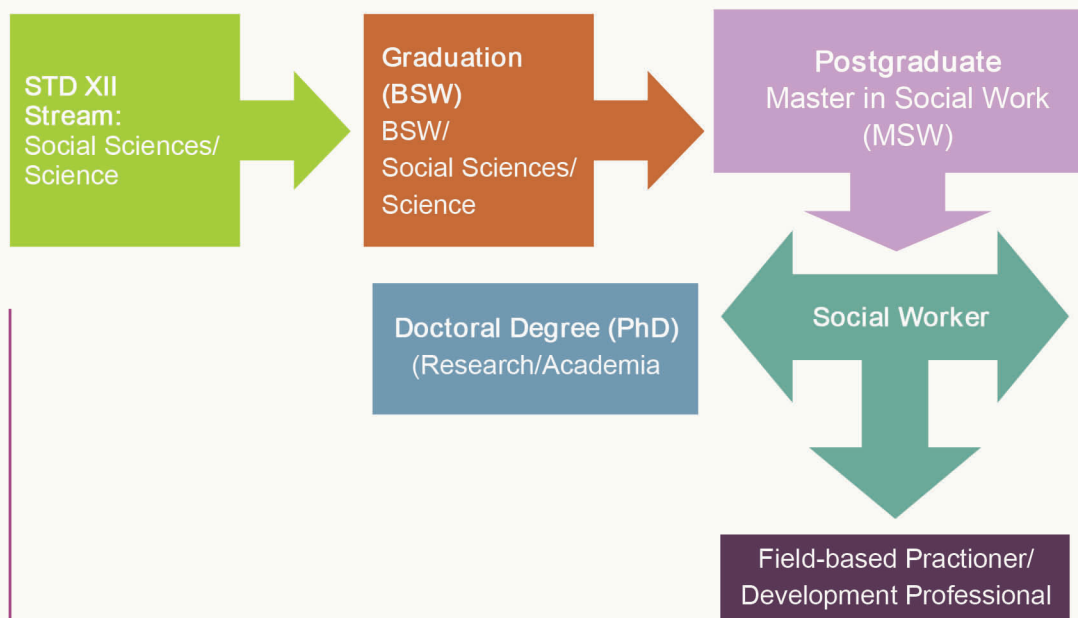 STD XII
Stream:
Social Sciences/
Science
Graduation
(BSW)
BSW/
Social Sciences/
Science
Postgraduate
Master in Social Work
(MSW)
Social Worker
Doctoral Degree (PhD)
(Research/Academia
Field-based Practioner/
Development Professional